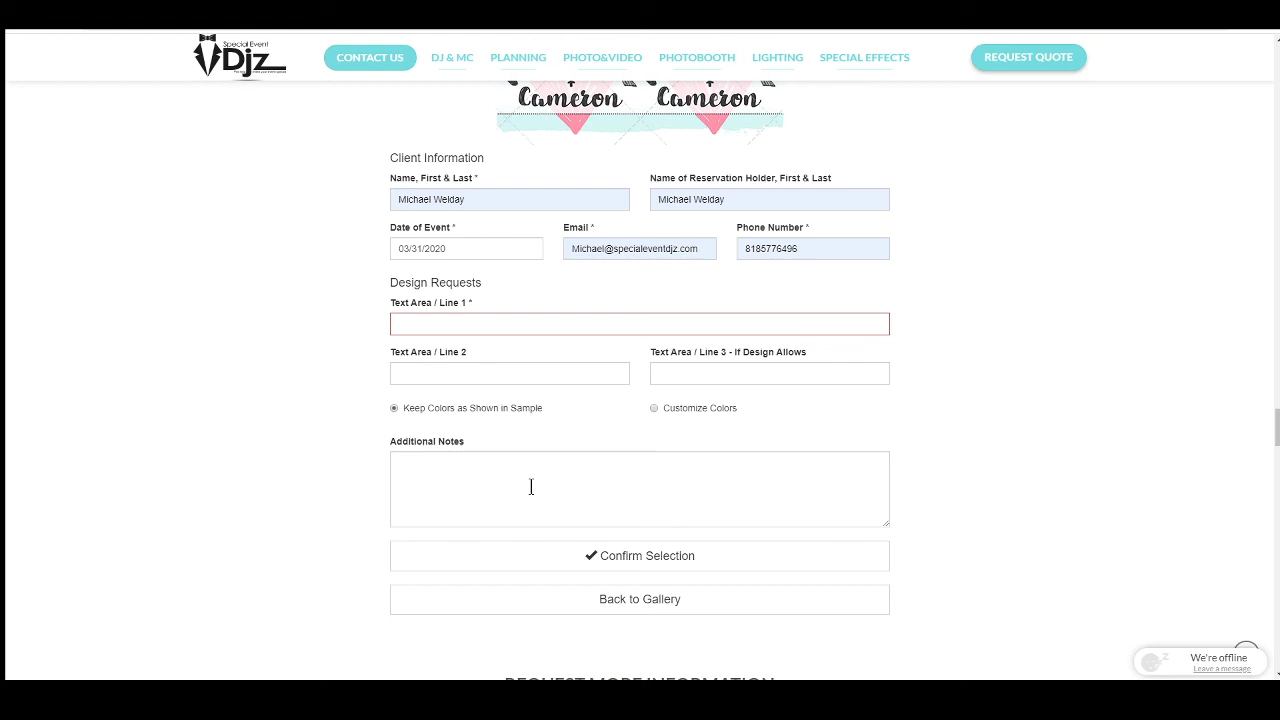 Special Event
Djz
CONTACT US
DJ & MC
PLANNING
PHOTO&VIDEO
PHOTOBOOTH
LIGHTING
SPECIAL EFFECTS
REQUEST QUOTE
Cameron Cameron
Client Information
Name, First & Last *
Name of Reservation Holder, First & Last
Michael Welday
Michael Welday
Date of Event *
Email *
Phone Number *
03/31/2020
Michael@specialeventdjz.com
8185776496
Design Requests
Text Area / Line 1 *
Text Area / Line 2
Text Area / Line 3 - If Design Allows
Keep Colors as Shown in Sample
Customize Colors
Additional Notes
Confirm Selection
Back to Gallery
We're offline
Leave a message
REQUEST MORE INFORMATION